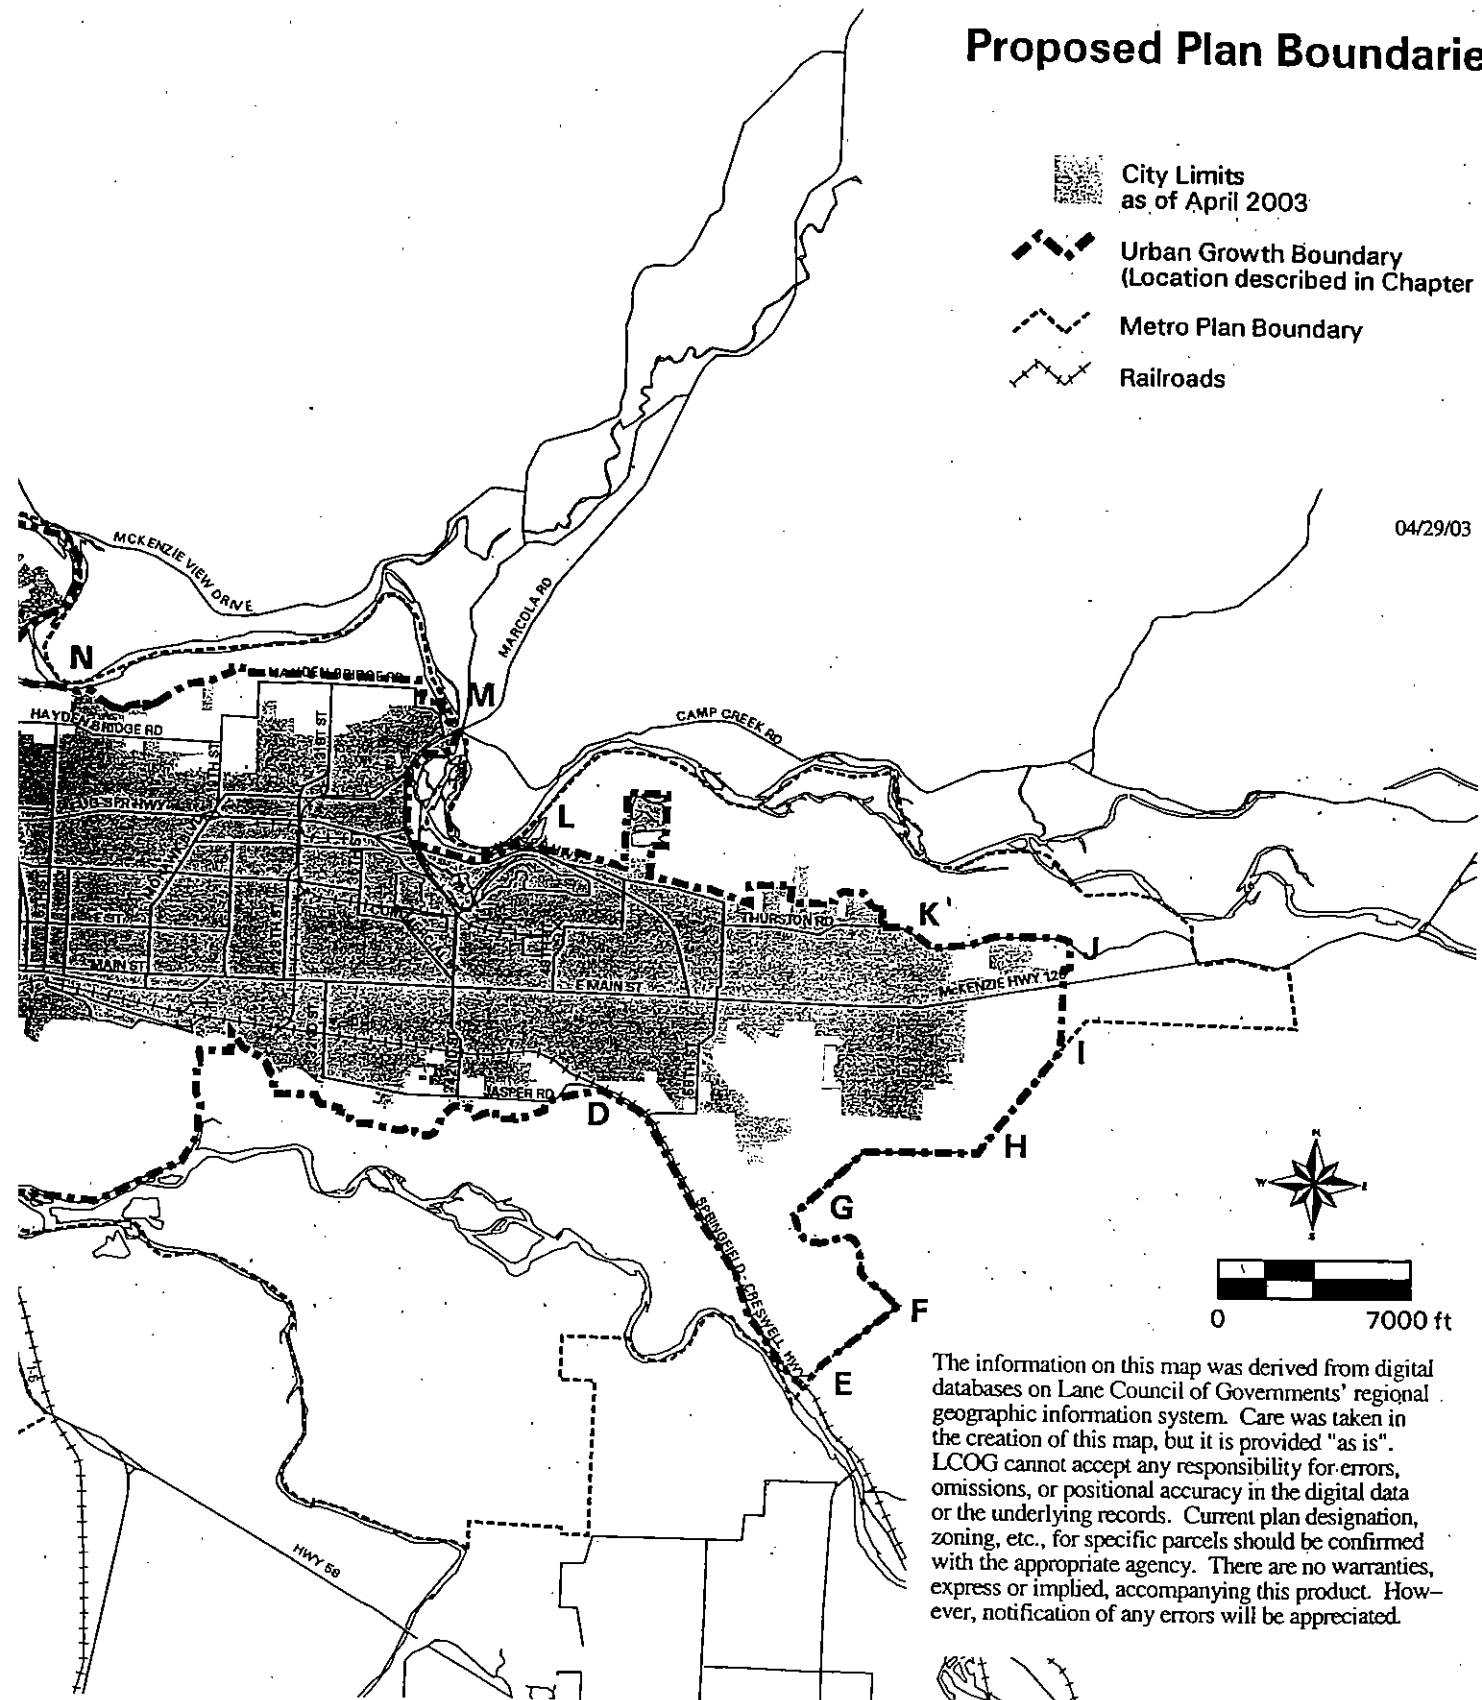 Proposed Plan Boundarie
City Limits
as of April 2003
Urban Growth Boundary
(Location described in Chapter
Metro Plan Boundary
Railroads
04/29/03
MCKENZIE VIEW DRIVE
MARCOLA RD
N
M
HAYDEN BRIDGE RD
CAMP CREEK RD
L
THURSTON RD
K
J
MAIN ST
E MAIN ST
MCKENZIE HWY 126
I
JASPER RD
D
H
G
SPRINGFIELD - CRESWELL HWY
F
E
N
W
E
S
0
7000 ft
I-5
HWY 58
The information on this map was derived from digital
databases on Lane Council of Governments' regional
geographic information system. Care was taken in
the creation of this map, but it is provided "as is".
LCOG cannot accept any responsibility for errors,
omissions, or positional accuracy in the digital data
or the underlying records. Current plan designation,
zoning, etc., for specific parcels should be confirmed
with the appropriate agency. There are no warranties,
express or implied, accompanying this product. How-
ever, notification of any errors will be appreciated.